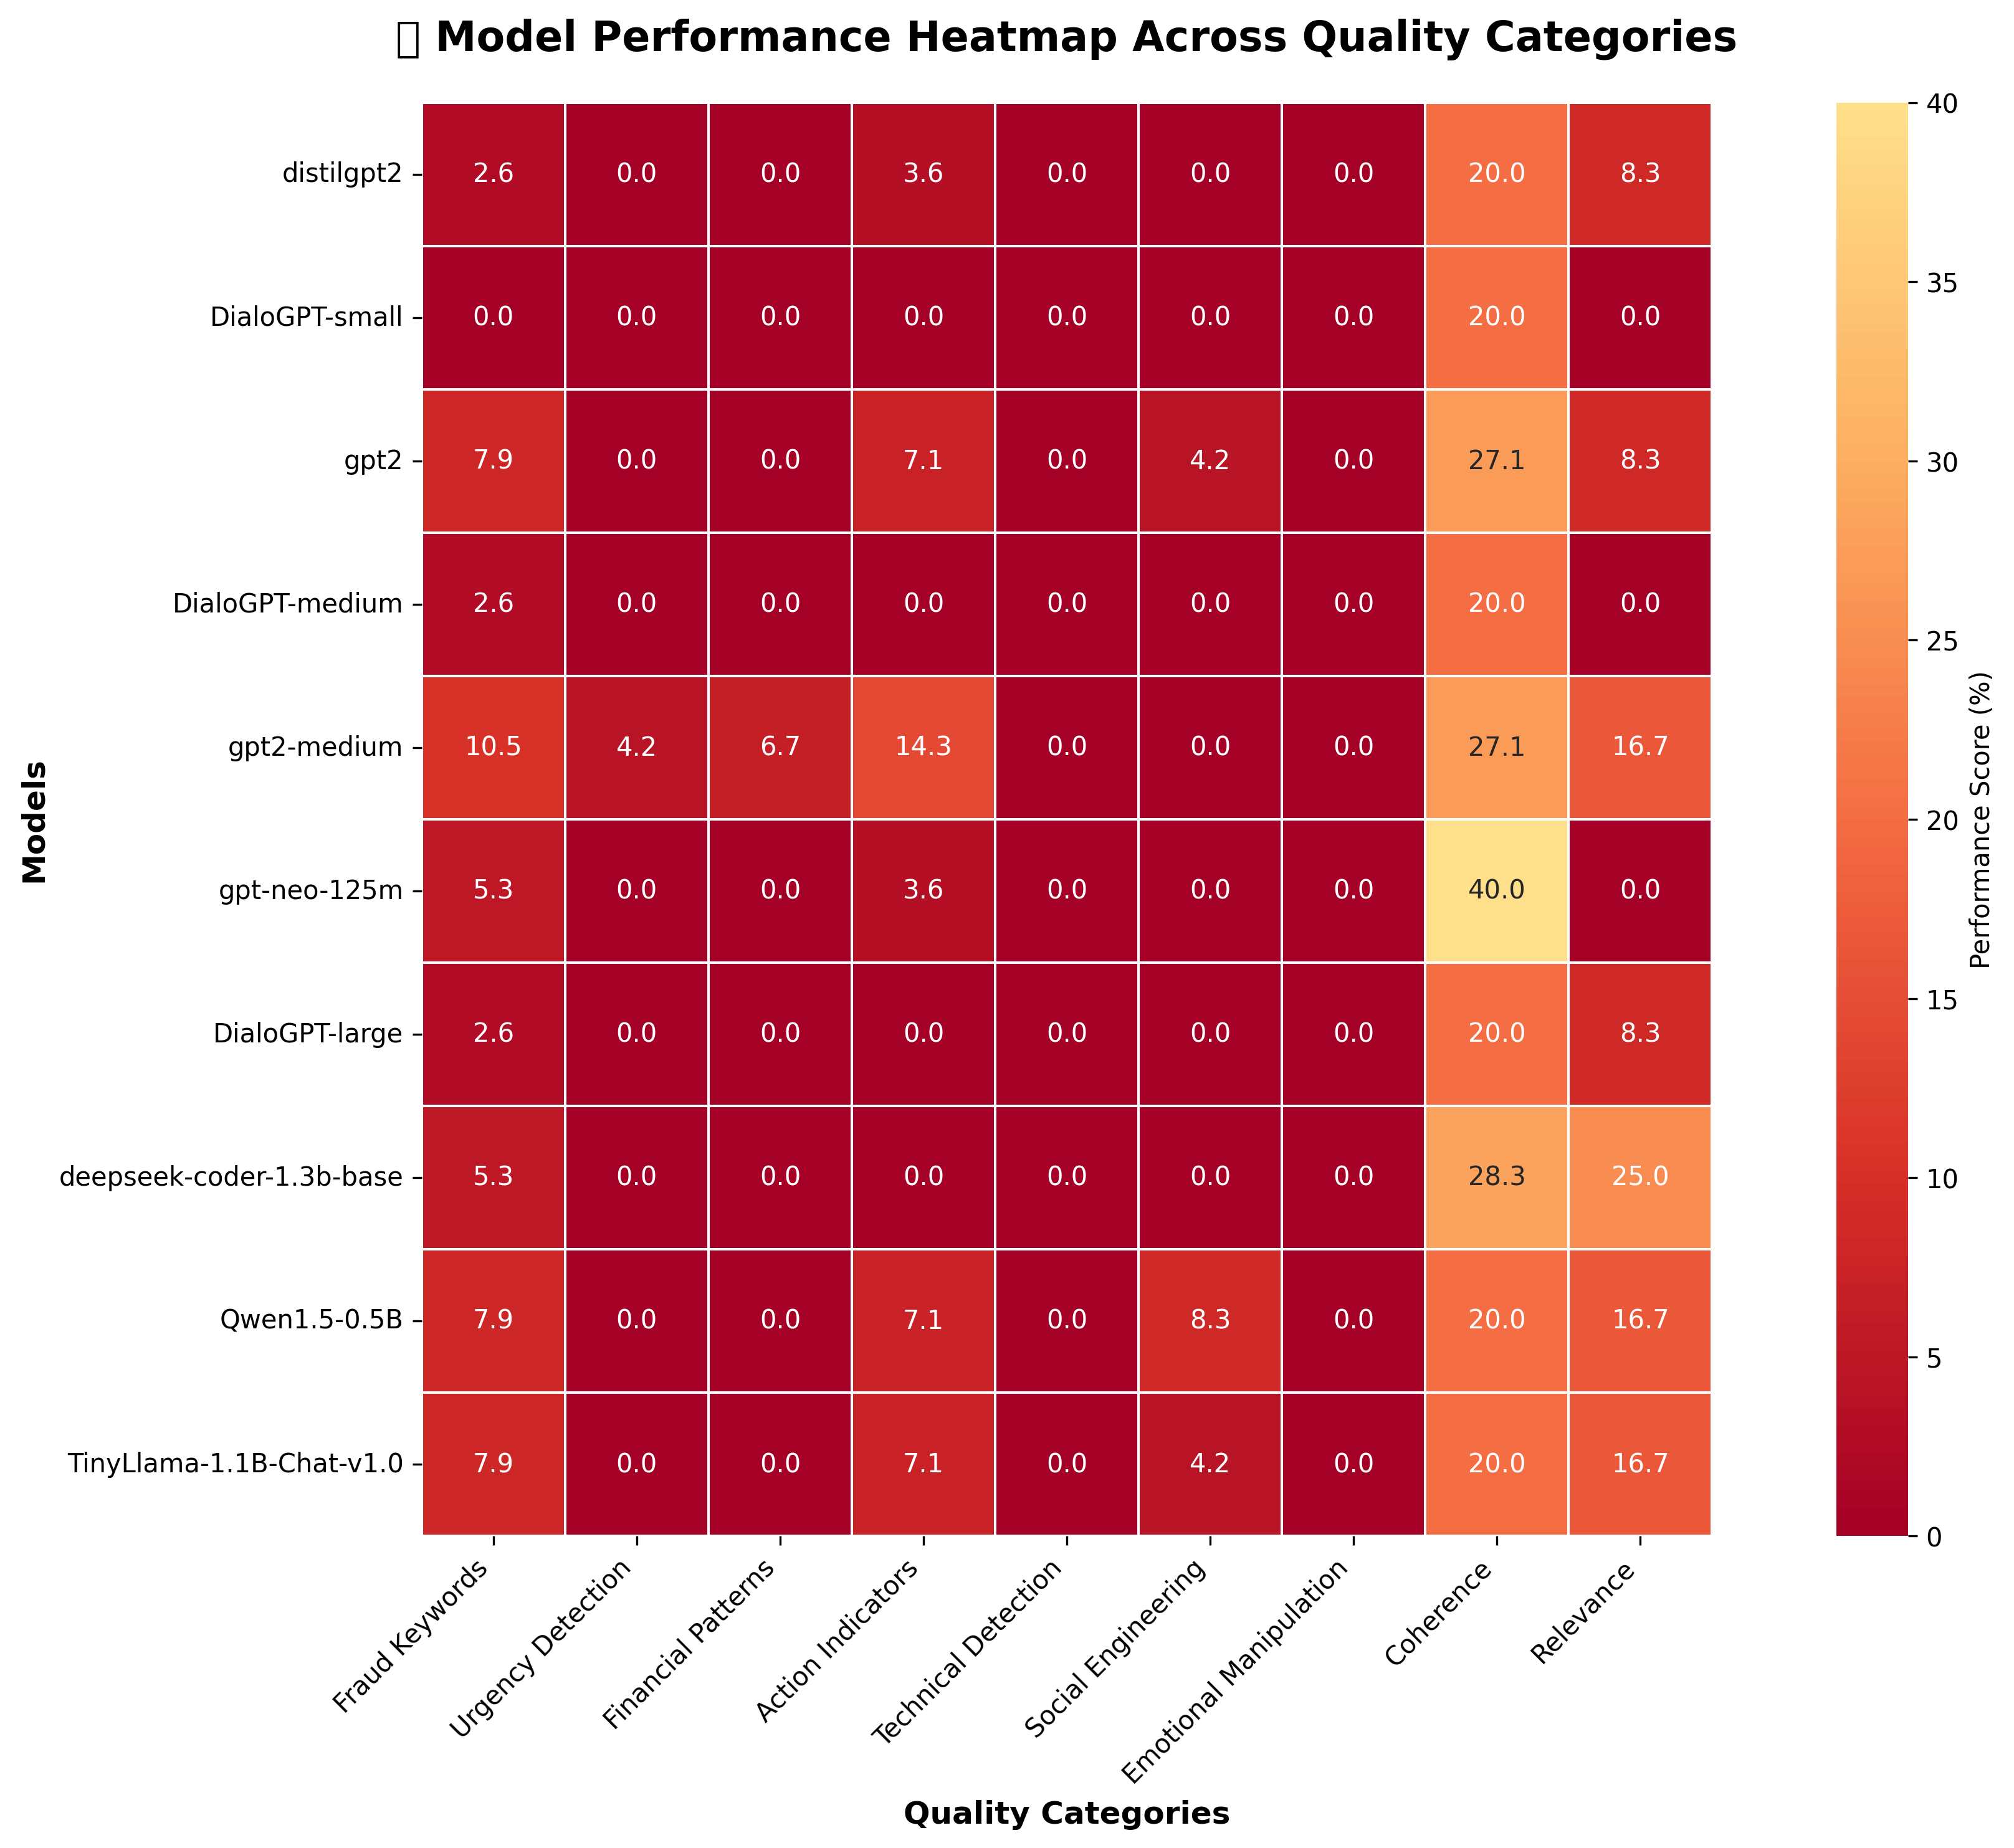 ▯ Model Performance Heatmap Across Quality Categories
distilgpt2 2.6 0.0 0.0 3.6 0.0 0.0 0.0 20.0 8.3
DialoGPT-small 0.0 0.0 0.0 0.0 0.0 0.0 0.0 20.0 0.0
gpt2 7.9 0.0 0.0 7.1 0.0 4.2 0.0 27.1 8.3
DialoGPT-medium 2.6 0.0 0.0 0.0 0.0 0.0 0.0 20.0 0.0
gpt2-medium 10.5 4.2 6.7 14.3 0.0 0.0 0.0 27.1 16.7
gpt-neo-125m 5.3 0.0 0.0 3.6 0.0 0.0 0.0 40.0 0.0
DialoGPT-large 2.6 0.0 0.0 0.0 0.0 0.0 0.0 20.0 8.3
deepseek-coder-1.3b-base 5.3 0.0 0.0 0.0 0.0 0.0 0.0 28.3 25.0
Qwen1.5-0.5B 7.9 0.0 0.0 7.1 0.0 8.3 0.0 20.0 16.7
TinyLlama-1.1B-Chat-v1.0 7.9 0.0 0.0 7.1 0.0 4.2 0.0 20.0 16.7
Models
Fraud Keywords
Urgency Detection
Financial Patterns
Action Indicators
Technical Detection
Social Engineering
Emotional Manipulation
Coherence
Relevance
Quality Categories
40
35
30
25
20
15
10
5
0
Performance Score (%)